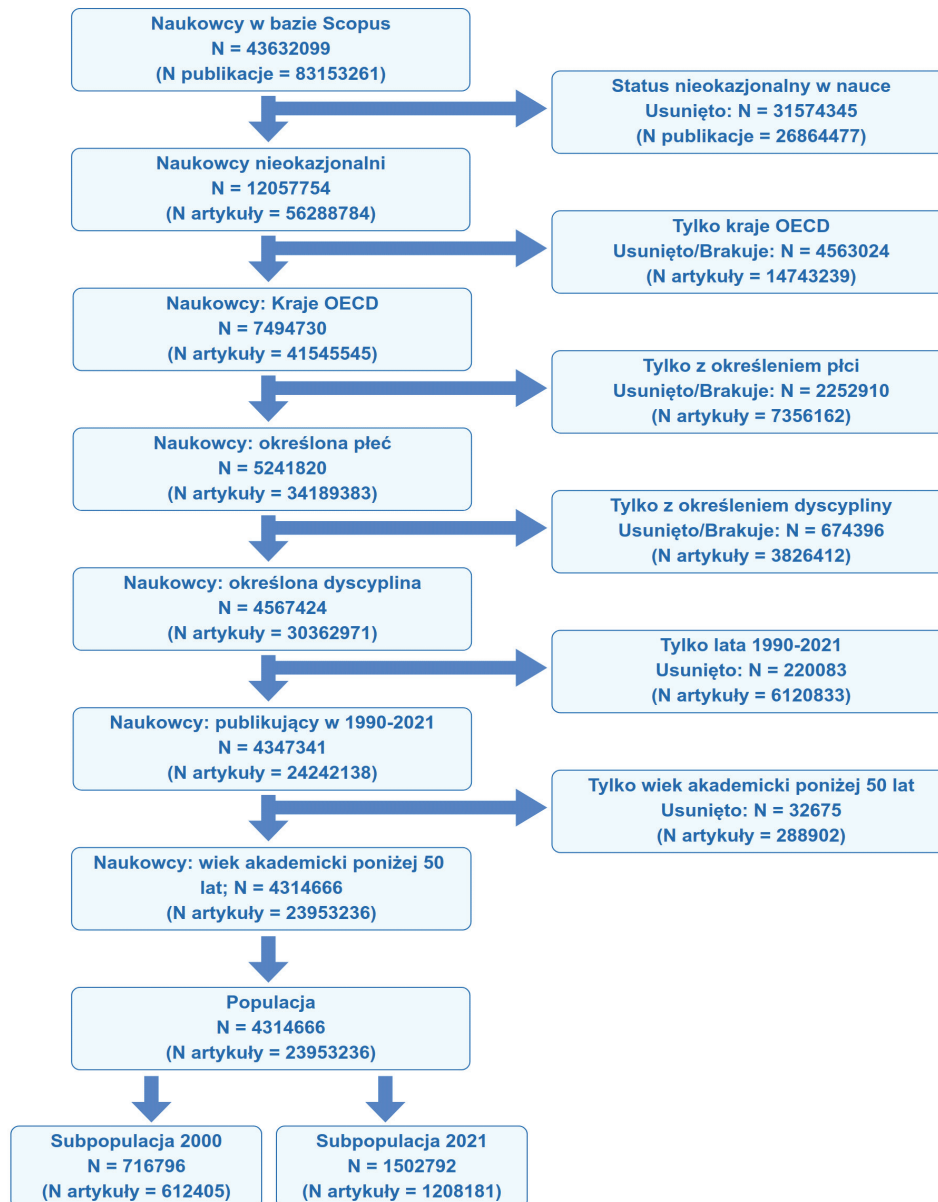 Naukowcy w bazie Scopus
N = 43632099
(N publikacje = 83153261)
Status nieokazjonalny w nauce
Usunięto: N = 31574345
(N publikacje = 26864477)
Naukowcy nieokazjonalni
N = 12057754
(N artykuły = 56288784)
Tylko kraje OECD
Usunięto/Brakuje: N = 4563024
(N artykuły = 14743239)
Naukowcy: Kraje OECD
N = 7494730
(N artykuły = 41545545)
Tylko z określeniem płci
Usunięto/Brakuje: N = 2252910
(N artykuły = 7356162)
Naukowcy: określona płeć
N = 5241820
(N artykuły = 34189383)
Tylko z określeniem dyscypliny
Usunięto/Brakuje: N = 674396
(N artykuły = 3826412)
Naukowcy: określona dyscyplina
N = 4567424
(N artykuły = 30362971)
Tylko lata 1990-2021
Usunięto: N = 220083
(N artykuły = 6120833)
Naukowcy: publikujący w 1990-2021
N = 4347341
(N artykuły = 24242138)
Tylko wiek akademicki poniżej 50 lat
Usunięto: N = 32675
(N artykuły = 288902)
Naukowcy: wiek akademicki poniżej 50
lat; N = 4314666
(N artykuły = 23953236)
Populacja
N = 4314666
(N artykuły = 23953236)
Subpopulacja 2000
N = 716796
(N artykuły = 612405)
Subpopulacja 2021
N = 1502792
(N artykuły = 1208181)